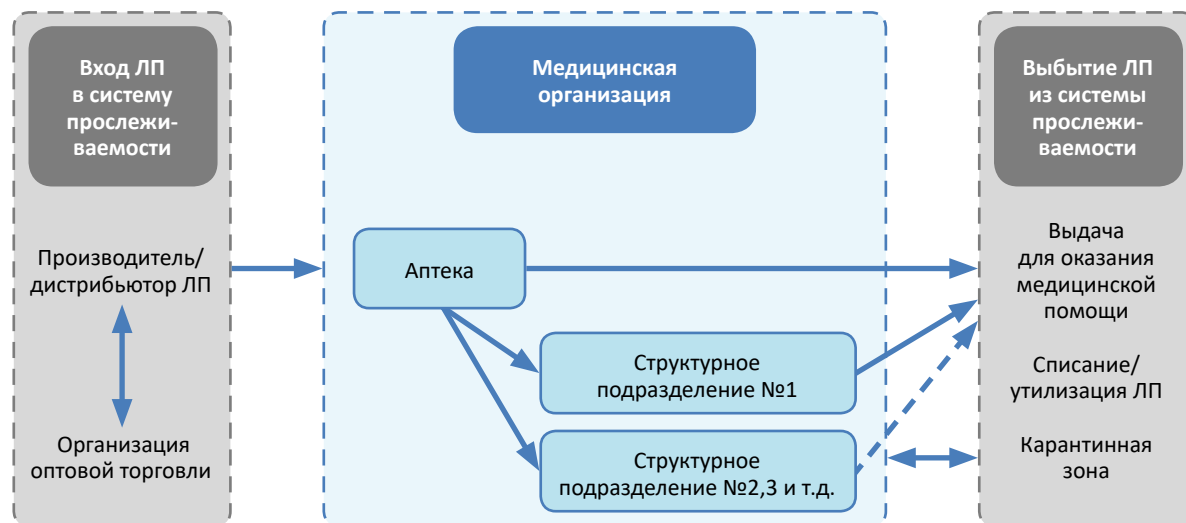 Вход ЛП
в систему
прослежи-
ваемости
Производитель/
дистрибьютор ЛП
Организация
оптовой торговли
Медицинская
организация
Аптека
Структурное
подразделение №1
Структурное
подразделение №2,3 и т.д.
Выбытие ЛП
из системы
прослежи-
ваемости
Выдача
для оказания
медицинской
помощи
Списание/
утилизация ЛП
Карантинная
зона